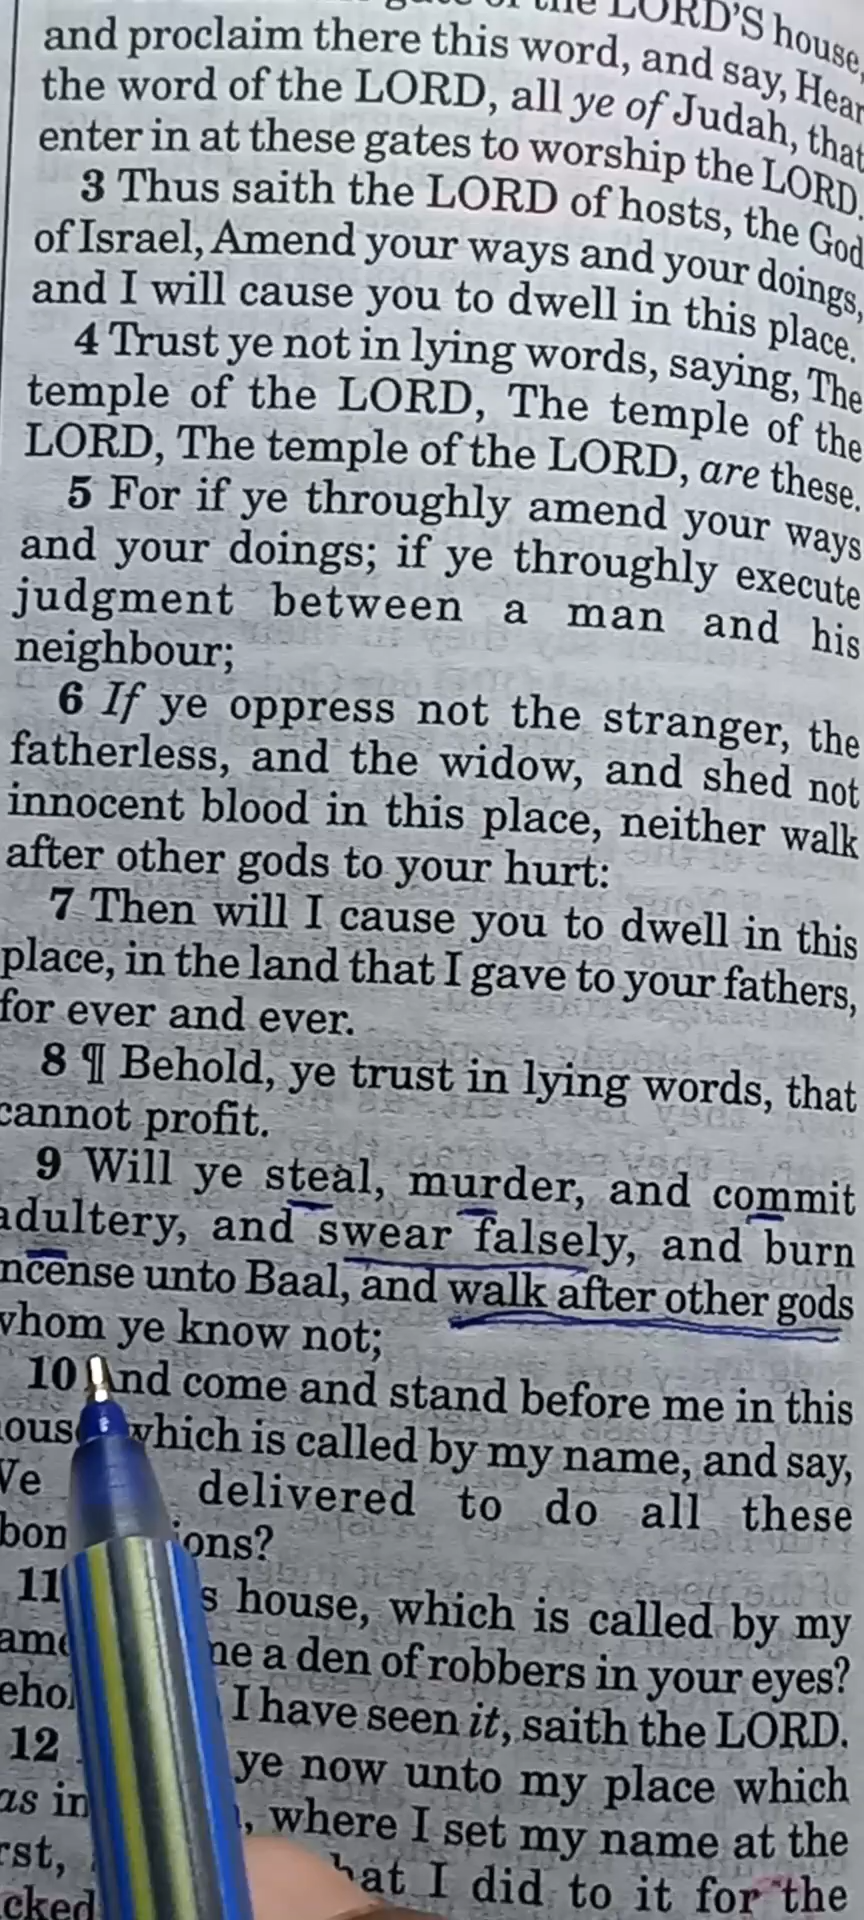 the LORD'S house,
and proclaim there this word, and say, Hear
the word of the LORD, all ye of Judah, that
enter in at these gates to worship the LORD.
3 Thus saith the LORD of hosts, the God
of Israel, Amend your ways and your doings,
and I will cause you to dwell in this place.
4 Trust ye not in lying words, saying, The
temple of the LORD, The temple of the
LORD, The temple of the LORD, are these.
5 For if ye throughly amend your ways
and your doings; if ye throughly execute
judgment between a man and his
neighbour;
6 If ye oppress not the stranger, the
fatherless, and the widow, and shed not
innocent blood in this place, neither walk
after other gods to your hurt:
7 Then will I cause you to dwell in this
place, in the land that I gave to your fathers,
for ever and ever.
8 ¶ Behold, ye trust in lying words, that
cannot profit.
9 Will ye steal, murder, and commit
adultery, and swear falsely, and burn
ncense unto Baal, and walk after other gods
whom ye know not;
10 And come and stand before me in this
which is called by my name, and say,
delivered to do all these
11 house, which is called by my
a den of robbers in your eyes?
I have seen it, saith the LORD.
12 ye now unto my place which
in where I set my name at the
I did to it for the